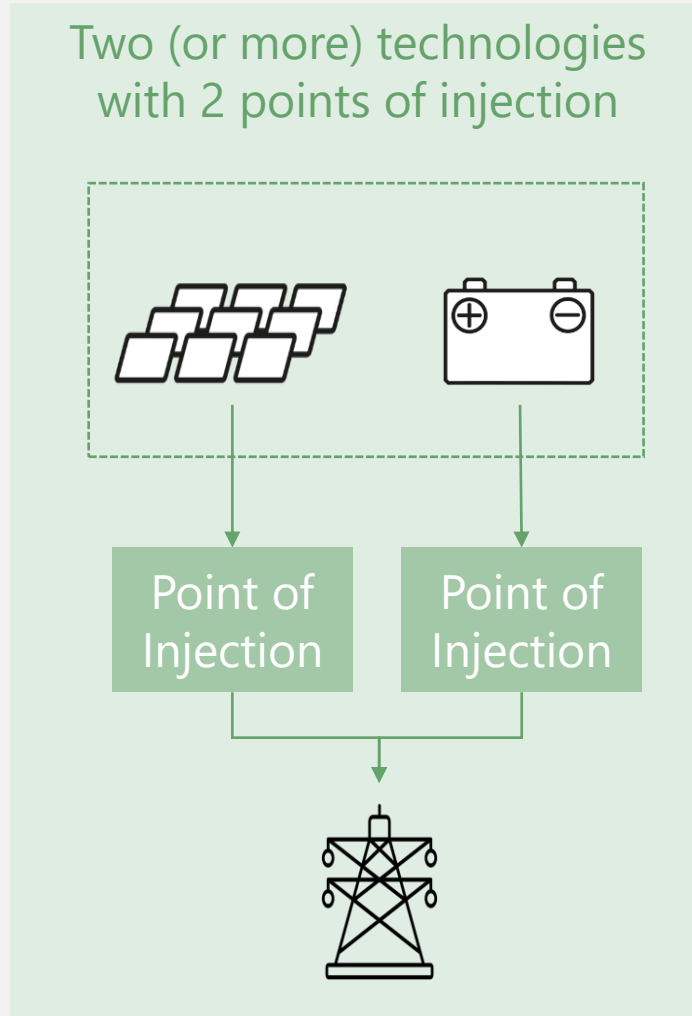 Two (or more) technologies
with 2 points of injection
Point of
Injection
Point of
Injection